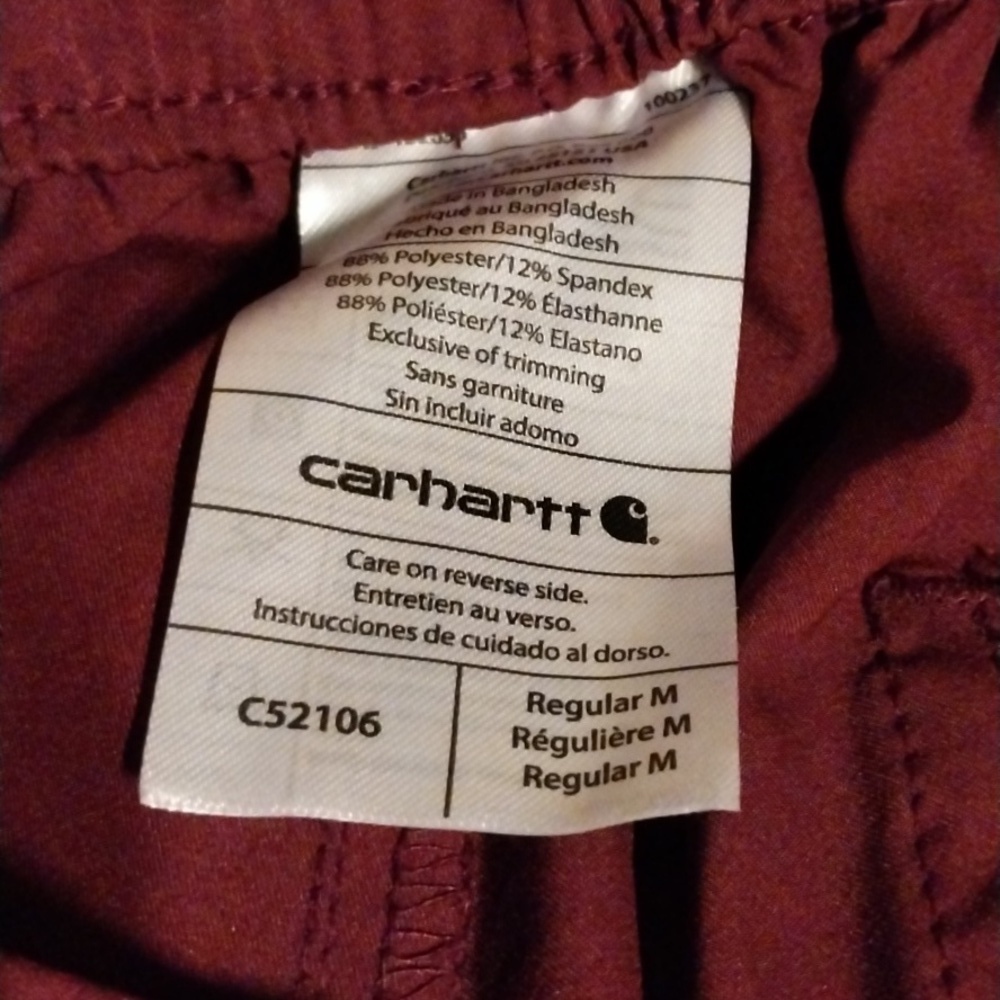 100237
USA
Made in Bangladesh
Fabriqué au Bangladesh
Hecho en Bangladesh
88% Polyester/12% Spandex
88% Polyester/12% Élasthanne
88% Poliéster/12% Elastano
Exclusive of trimming
Sans garniture
Sin incluir adorno
carhartt
Care on reverse side.
Entretien au verso.
Instrucciones de cuidado al dorso.
C52106
Regular M
Régulière M
Regular M